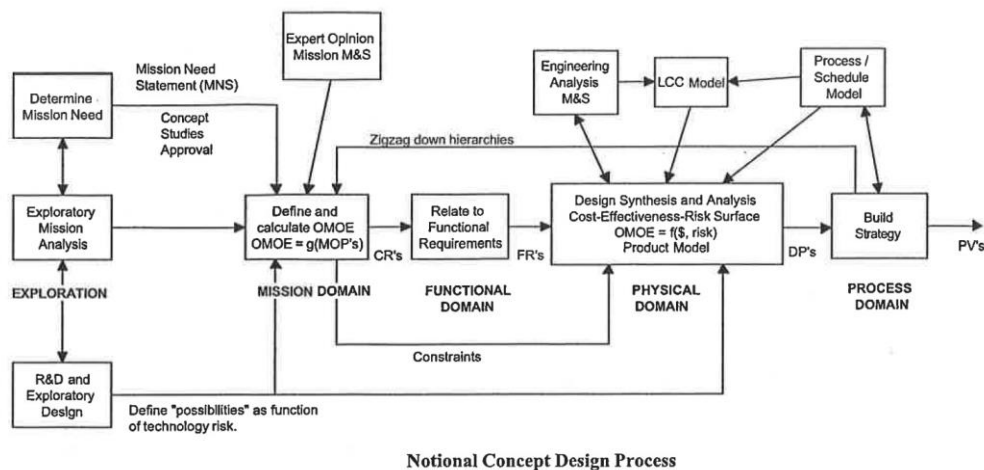 Expert Opinion
Mission M&S
Mission Need
Statement (MNS)
Concept
Studies
Approval
Determine
Mission Need
Engineering
Analysis
M&S
LCC Model
Process /
Schedule
Model
Zigzag down hierarchies
Exploratory
Mission
Analysis
Define and
calculate OMOE
OMOE = g(MOP's)
CR's
Relate to
Functional
Requirements
FR's
Design Synthesis and Analysis
Cost-Effectiveness-Risk Surface
OMOE = f($, risk)
Product Model
DP's
Build
Strategy
PV's
EXPLORATION
MISSION DOMAIN
FUNCTIONAL
DOMAIN
PHYSICAL
DOMAIN
PROCESS
DOMAIN
Constraints
R&D and
Exploratory
Design
Define "possibilities" as function
of technology risk.
Notional Concept Design Process